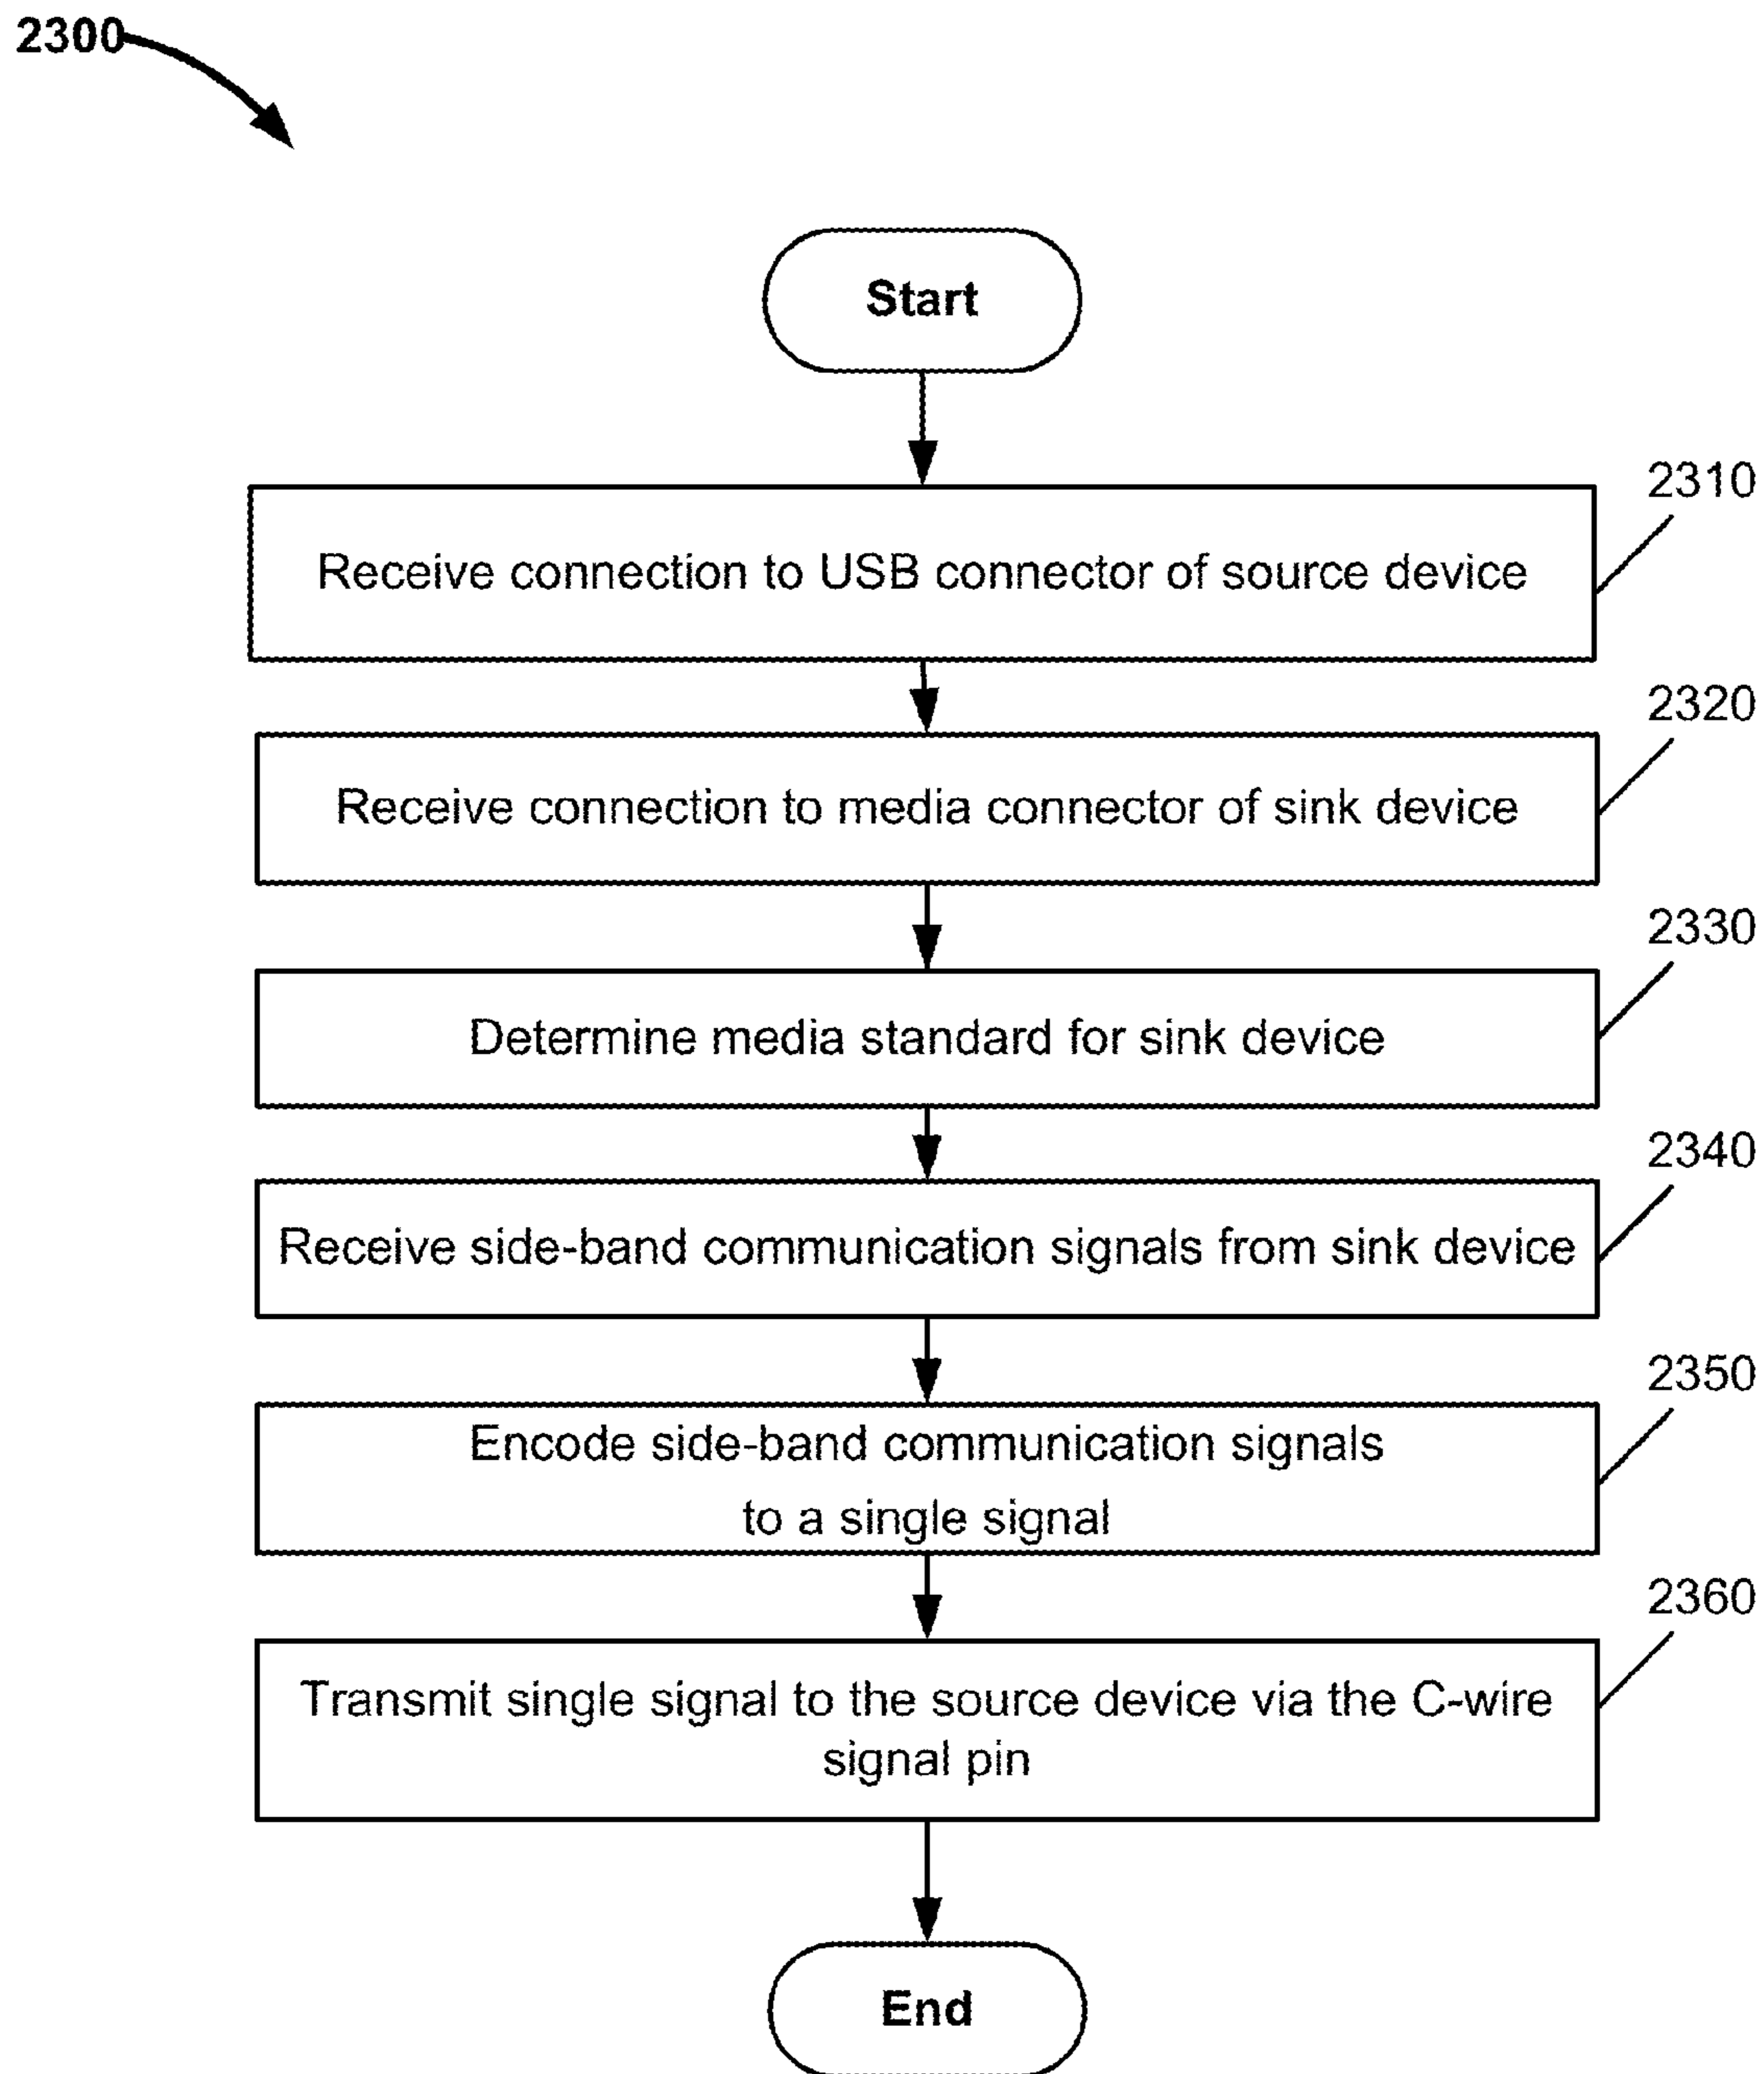 2300
Start
2310
Receive connection to USB connector of source device
2320
Receive connection to media connector of sink device
2330
Determine media standard for sink device
2340
Receive side-band communication signals from sink device
2350
Encode side-band communication signals
to a single signal
2360
Transmit single signal to the source device via the C-wire
signal pin
End